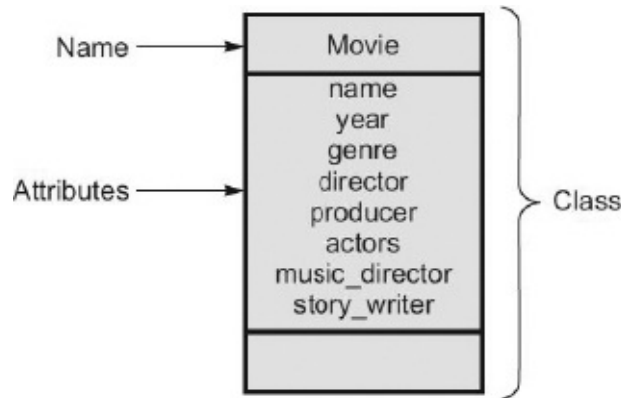 Name
Movie
name
year
genre
Attributes
director
producer
actors
music_director
story_writer
Class